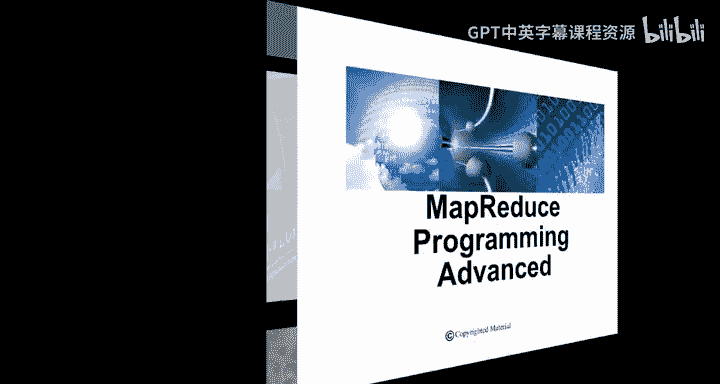 GPT中英字幕课程资源 bilibili
MapReduce
Programming
Advanced
© Copyrighted Material